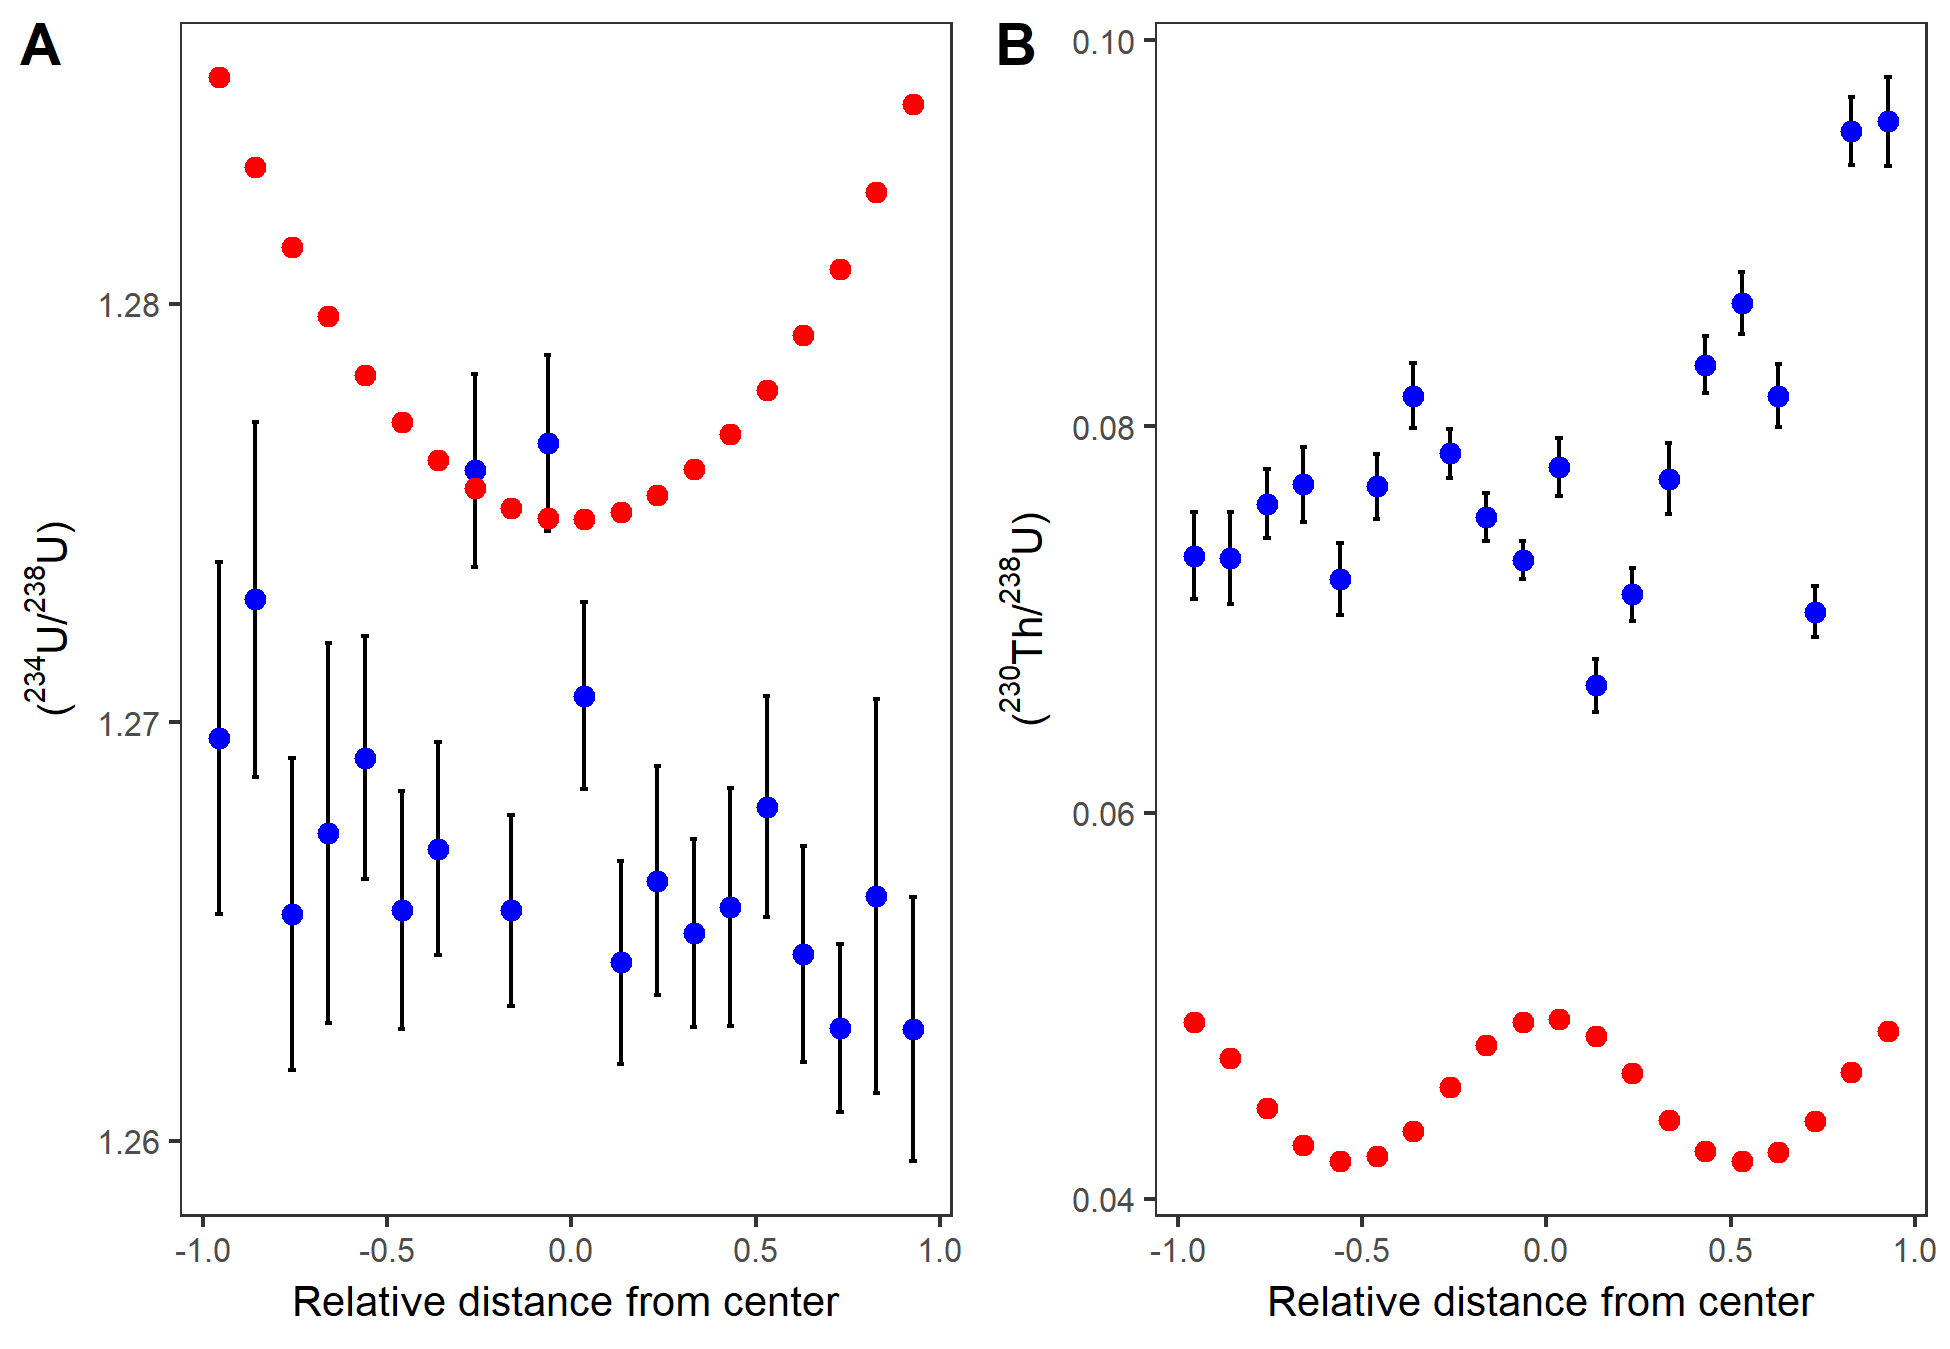 A
(²³⁴U/²³⁸U)
1.28
1.27
1.26
-1.0 -0.5 0.0 0.5 1.0
Relative distance from center
B
(²³⁰Th/²³⁸U)
0.10
0.08
0.06
0.04
-1.0 -0.5 0.0 0.5 1.0
Relative distance from center